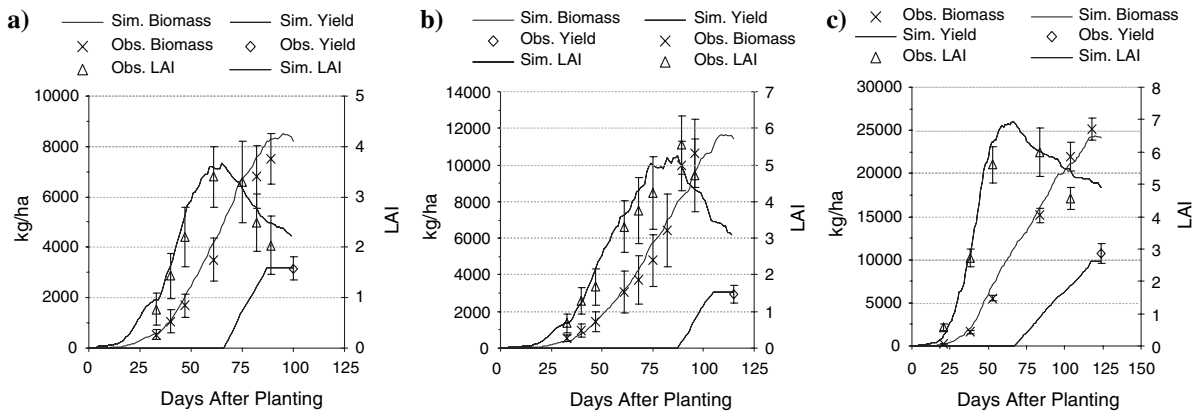 a)
Sim. Biomass
Sim. Yield
Obs. Biomass
Obs. Yield
Obs. LAI
Sim. LAI
10000
8000
6000
4000
2000
0
kg/ha
5
4
3
2
1
0
LAI
0 25 50 75 100 125
Days After Planting
b)
Sim. Biomass
Sim. Yield
Obs. Yield
Obs. Biomass
Sim. LAI
Obs. LAI
14000
12000
10000
8000
6000
4000
2000
0
kg/ha
7
6
5
4
3
2
1
0
LAI
0 25 50 75 100 125
Days After Planting
c)
Obs. Biomass
Sim. Biomass
Sim. Yield
Obs. Yield
Obs. LAI
Sim. LAI
30000
25000
20000
15000
10000
5000
0
kg/ha
8
7
6
5
4
3
2
1
0
LAI
0 25 50 75 100 125 150
Days After Planting